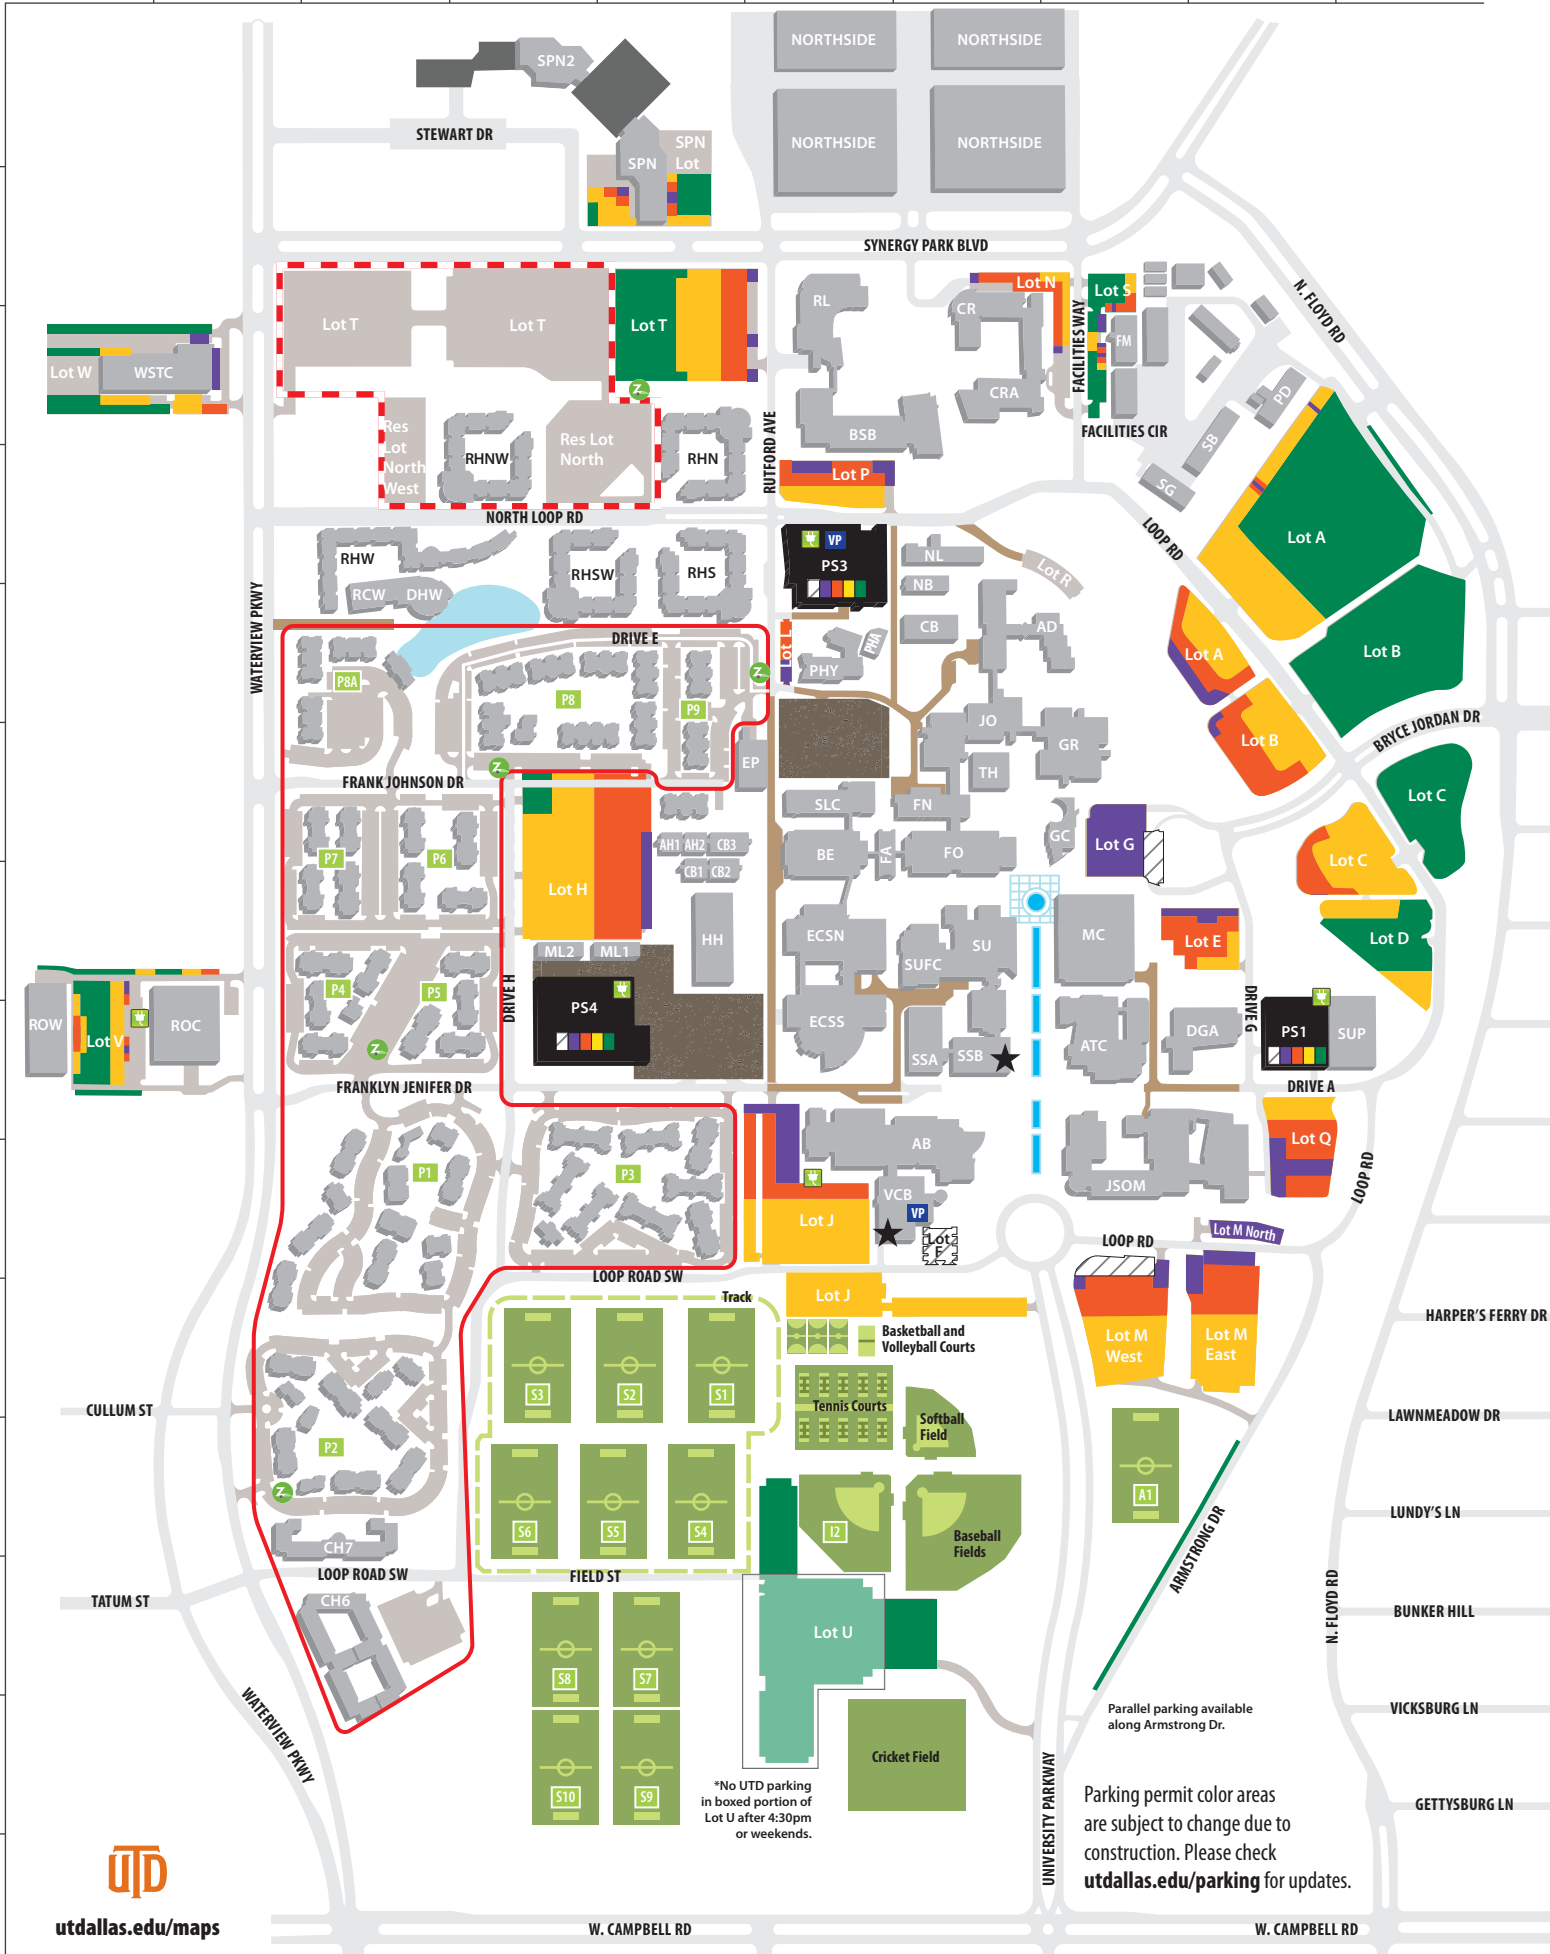 NORTHSIDE
NORTHSIDE
SPN2
STEWART DR
NORTHSIDE
NORTHSIDE
SPN
Lot
SPN
SYNERGY PARK BLVD
Lot T
Lot T
Lot T
RL
CR
Lot N
Lot S
N. FLOYD RD
FACILITIES WAY
FM
Lot W
WSTC
CRA
PD
Res
Lot
North
West
RHNW
Res Lot
North
RHN
RUTFORD AVE
BSB
FACILITIES CIR
SB
SG
Lot P
NORTH LOOP RD
LOOP RD
Lot A
RHW
RHSW
RHS
VP
PS3
NL
NB
Lot R
RCW
DHW
WATERVIEW PKWY
DRIVE E
Lot L
PHA
PHY
CB
AD
Lot A
Lot B
P8A
P8
P9
JO
GR
Lot B
BRYCE JORDAN DR
EP
TH
FRANK JOHNSON DR
SLC
FN
Lot C
P7
P6
AH1
AH2
CB3
CB1
CB2
BE
FA
FO
GC
Lot G
Lot C
Lot H
HH
ML2
ML1
ECSN
SUFC
SU
MC
Lot E
Lot D
P4
P5
DRIVE H
PS4
ROW
Lot V
ROC
ECSS
SSA
SSB
ATC
DGA
DRIVE G
PS1
SUP
FRANKLYN JENIFER DR
DRIVE A
P1
P3
AB
Lot Q
JSOM
LOOP RD
VCB
VP
Lot J
Lot
F
Lot M North
LOOP RD
LOOP ROAD SW
Track
Lot J
Basketball and
Volleyball Courts
Lot M
West
Lot M
East
HARPER'S FERRY DR
S3
S2
S1
Tennis Courts
Softball
Field
CULLUM ST
LAWNMEADOW DR
P2
A1
S6
S5
S4
I2
Baseball
Fields
LUNDY'S LN
ARMSTRONG DR
CH7
LOOP ROAD SW
FIELD ST
TATUM ST
CH6
N. FLOYD RD
BUNKER HILL
Lot U
S8
S7
WATERVIEW PKWY
Parallel parking available
along Armstrong Dr.
VICKSBURG LN
Cricket Field
S10
S9
*No UTD parking
in boxed portion of
Lot U after 4:30pm
or weekends.
UNIVERSITY PARKWAY
Parking permit color areas
are subject to change due to
construction. Please check
utdallas.edu/parking for updates.
GETTYSBURG LN
UTD
utdallas.edu/maps
W. CAMPBELL RD
W. CAMPBELL RD
Z
Z
Z
Z
Z